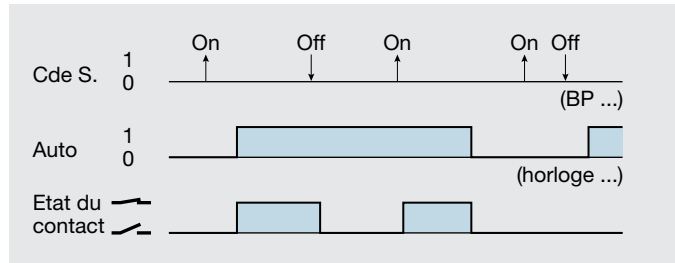 On Off On On Off
Cde S. 1
0
(BP ...)
Auto 1
0
(horloge ...)
Etat du
contact